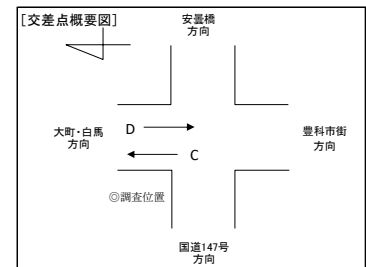 [交差点概要図]
安曇橋
方向
大町・白馬
方向
D
C
豊科市街
方向
◎調査位置
国道147号
方向